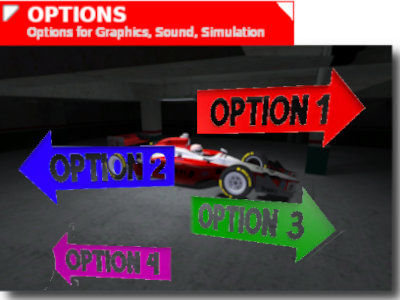 OPTIONS
Options for Graphics, Sound, Simulation
OPTION 1
OPTION 2
OPTION 3
OPTION 4